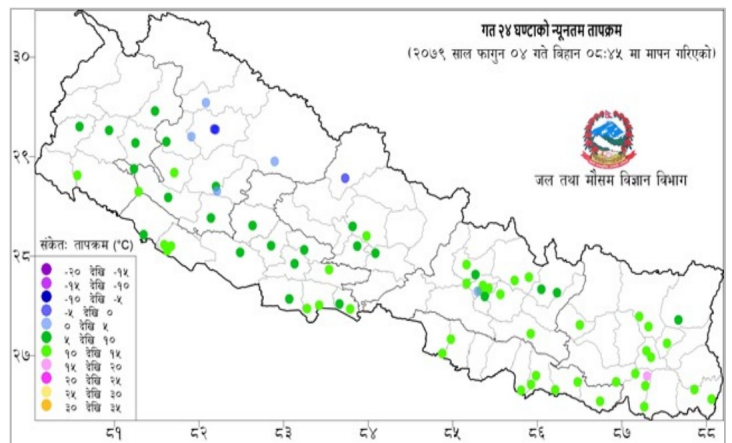 गत २४ घण्टाको न्यूनतम तापक्रम
(२०७९ साल फागुन ०४ गते बिहान ०८:४५ मा मापन गरिएको)
जल तथा मौसम विज्ञान विभाग
३०
२९
२८
२७
संकेतः तापक्रम (°C)
-२० देखि -१५
-१५ देखि -१०
-१० देखि -५
-५ देखि ०
० देखि ५
५ देखि १०
१० देखि १५
१५ देखि २०
२० देखि २५
२५ देखि ३०
३० देखि ३५
८१ ८२ ८३ ८४ ८५ ८६ ८७ ८८